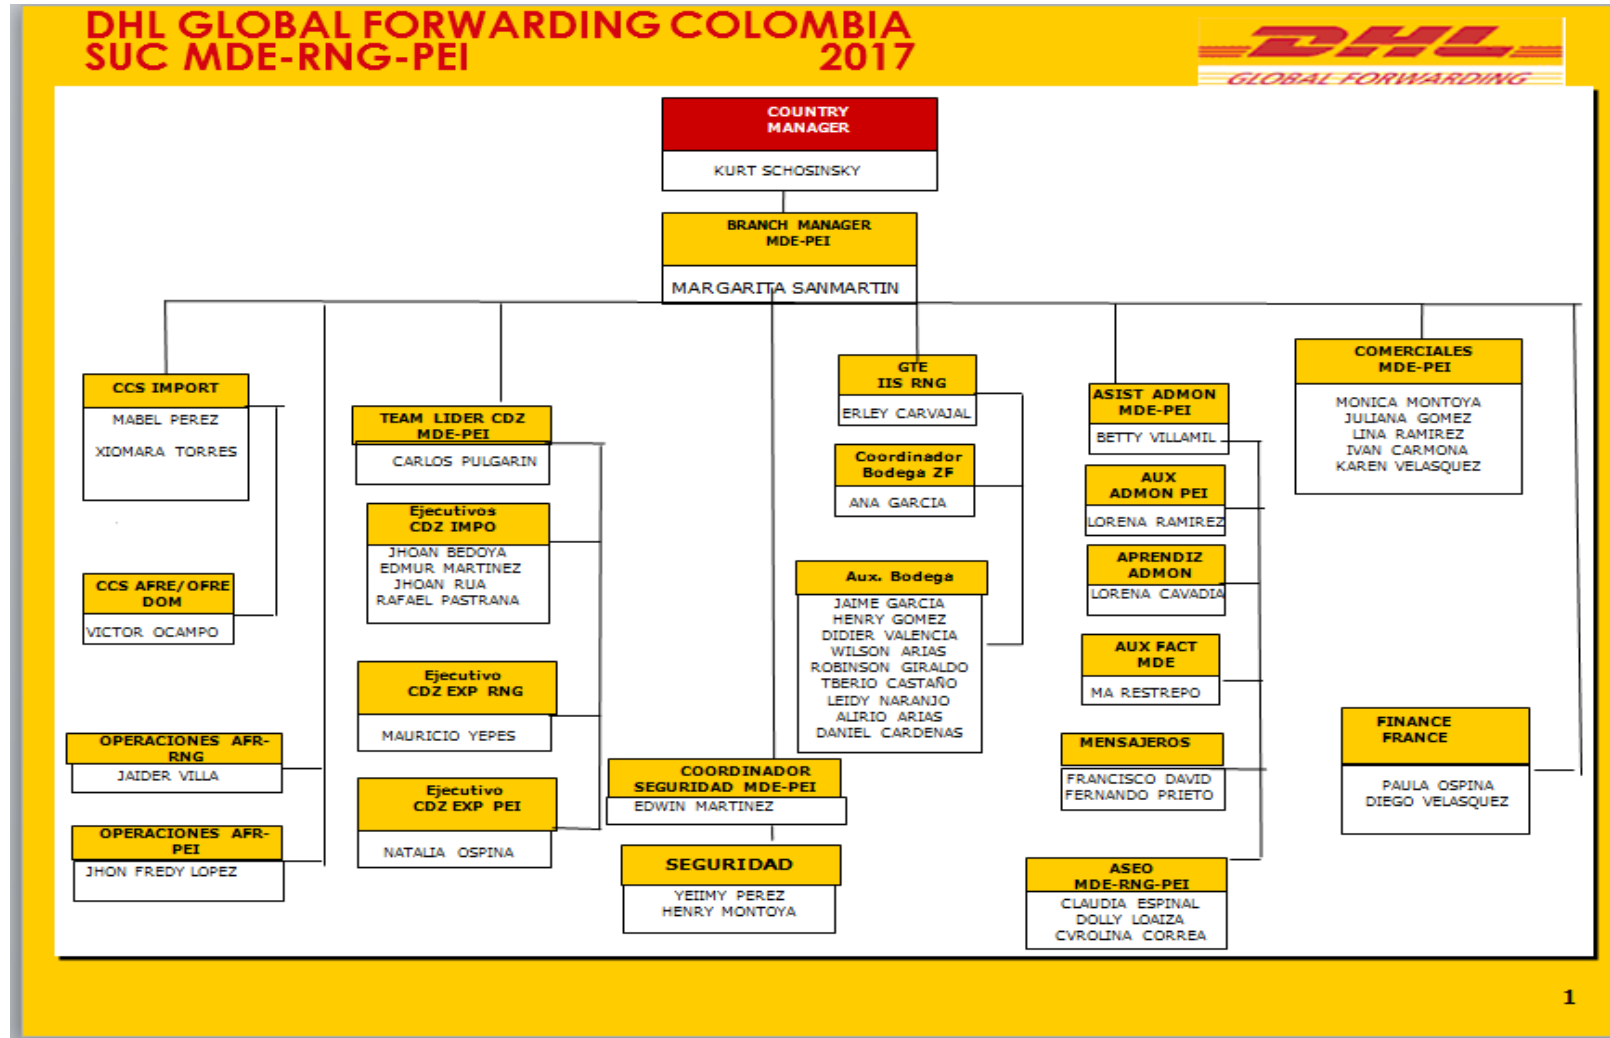 DHL GLOBAL FORWARDING COLOMBIA
SUC MDE-RNG-PEI 2017
DHL
GLOBAL FORWARDING
COUNTRY
MANAGER
KURT SCHOSINSKY
BRANCH MANAGER
MDE-PEI
MARGARITA SANMARTIN
CCS IMPORT
MABEL PEREZ
XIOMARA TORRES
CCS AFRE/OFRE
DOM
VICTOR OCAMPO
OPERACIONES AFR-
RNG
JAIDER VILLA
OPERACIONES AFR-
PEI
JHON FREDY LOPEZ
TEAM LIDER CDZ
MDE-PEI
CARLOS PULGARIN
Ejecutivos
CDZ IMPO
JHOAN BEDOYA
EDMUR MARTINEZ
JHOAN RUA
RAFAEL PASTRANA
Ejecutivo
CDZ EXP RNG
MAURICIO YEPES
Ejecutivo
CDZ EXP PEI
NATALIA OSPINA
COORDINADOR
SEGURIDAD MDE-PEI
EDWIN MARTINEZ
SEGURIDAD
YEIIMY PEREZ
HENRY MONTOYA
GTE
IIS RNG
ERLEY CARVAJAL
Coordinador
Bodega ZF
ANA GARCIA
Aux. Bodega
JAIME GARCIA
HENRY GOMEZ
DIDIER VALENCIA
WILSON ARIAS
ROBINSON GIRALDO
TBERIO CASTAÑO
LEIDY NARANJO
ALIRIO ARIAS
DANIEL CARDENAS
ASIST ADMON
MDE-PEI
BETTY VILLAMIL
AUX
ADMON PEI
LORENA RAMIREZ
APRENDIZ
ADMON
LORENA CAVADIA
AUX FACT
MDE
MA RESTREPO
MENSAJEROS
FRANCISCO DAVID
FERNANDO PRIETO
ASEO
MDE-RNG-PEI
CLAUDIA ESPINAL
DOLLY LOAIZA
CVROLINA CORREA
COMERCIALES
MDE-PEI
MONICA MONTOYA
JULIANA GOMEZ
LINA RAMIREZ
IVAN CARMONA
KAREN VELASQUEZ
FINANCE
FRANCE
PAULA OSPINA
DIEGO VELASQUEZ
1